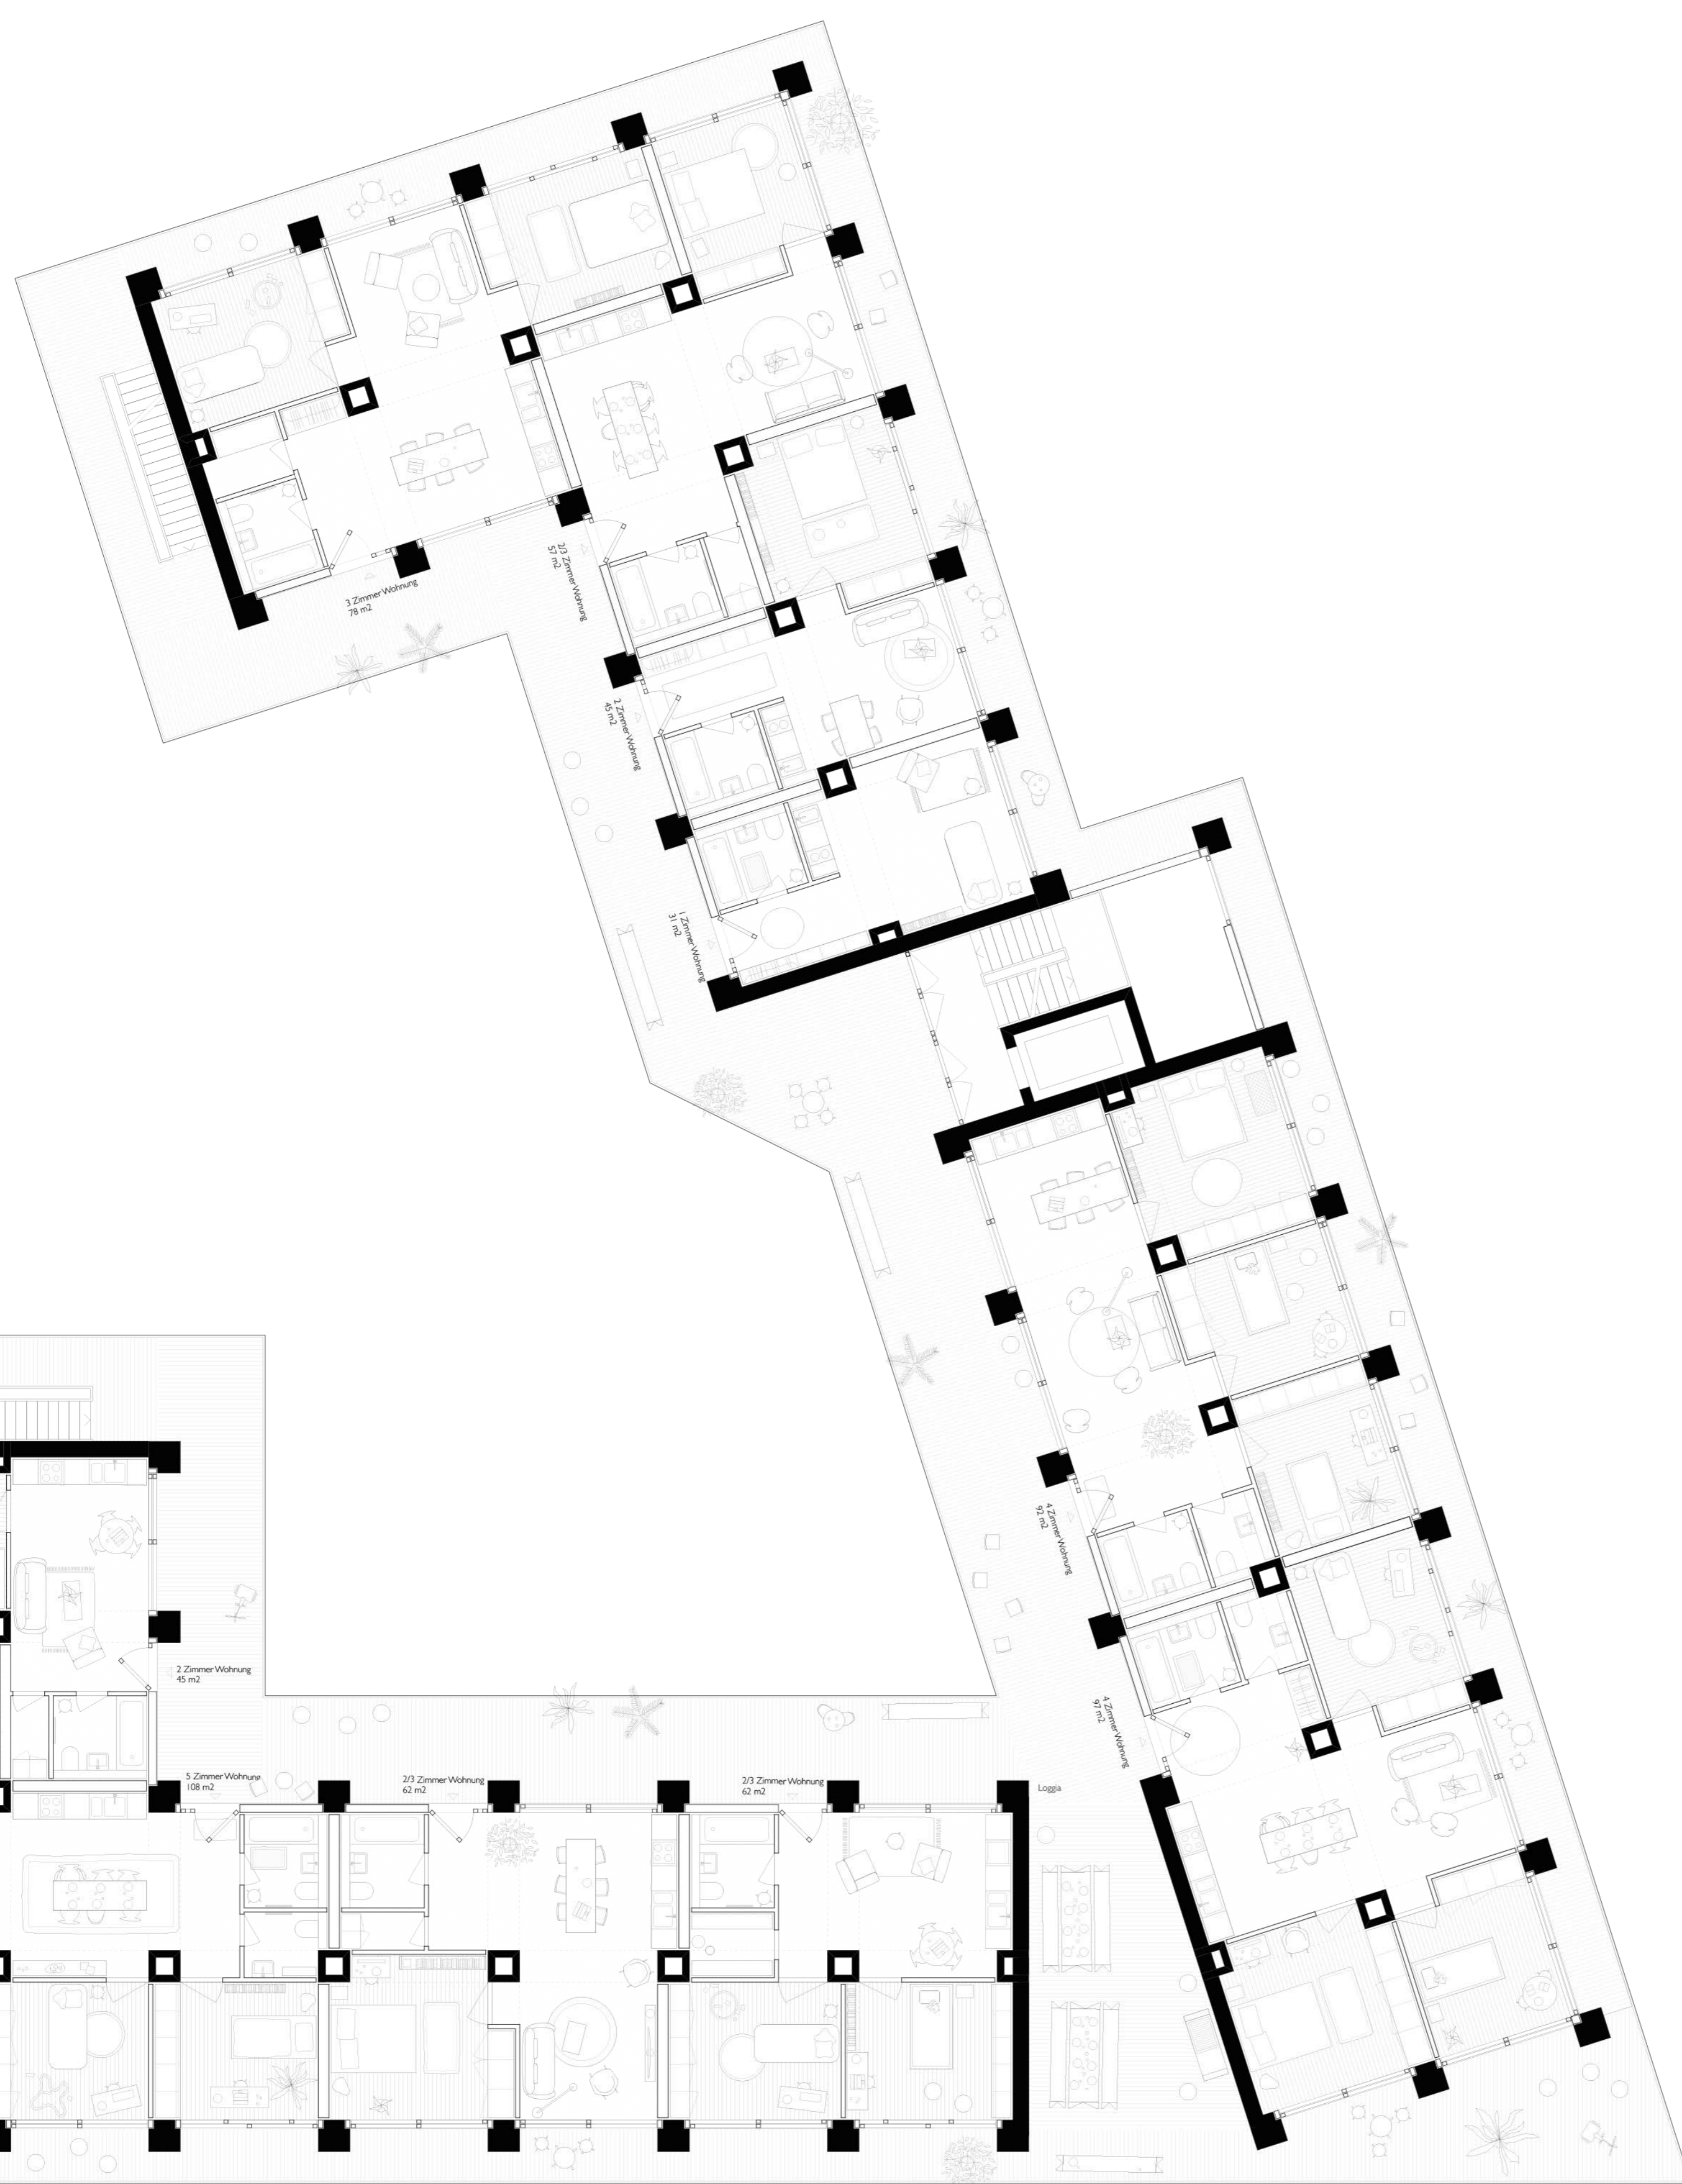 3 Zimmer Wohnung
78 m2
2/3 Zimmer Wohnung
57 m2
2 Zimmer Wohnung
45 m2
1 Zimmer Wohnung
31 m2
4 Zimmer Wohnung
92 m2
2 Zimmer Wohnung
45 m2
4 Zimmer Wohnung
97 m2
5 Zimmer Wohnung
108 m2
2/3 Zimmer Wohnung
62 m2
2/3 Zimmer Wohnung
62 m2
Loggia